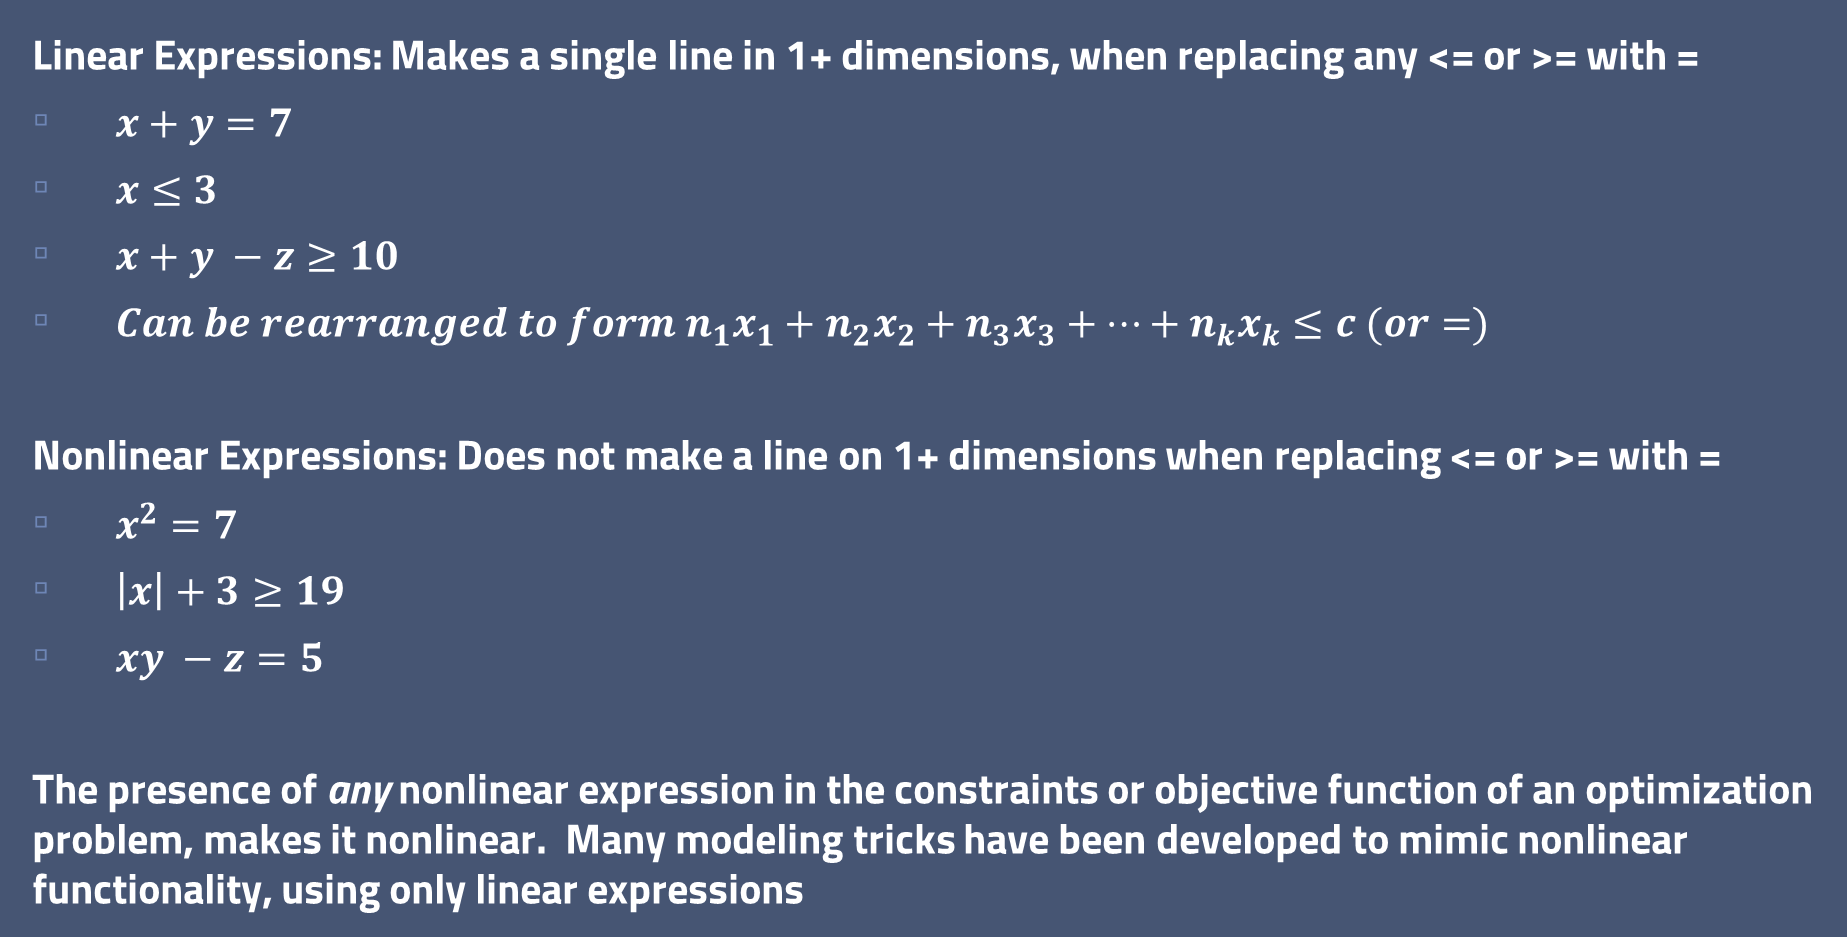 Linear Expressions: Makes a single line in 1+ dimensions, when replacing any <= or >= with =
▫ x + y = 7
▫ x ≤ 3
▫ x + y − z ≥ 10
▫ Can be rearranged to form n₁x₁ + n₂x₂ + n₃x₃ + ⋯ + nₖxₖ ≤ c (or =)
Nonlinear Expressions: Does not make a line on 1+ dimensions when replacing <= or >= with =
▫ x² = 7
▫ |x| + 3 ≥ 19
▫ xy − z = 5
The presence of any nonlinear expression in the constraints or objective function of an optimization
problem, makes it nonlinear. Many modeling tricks have been developed to mimic nonlinear
functionality, using only linear expressions